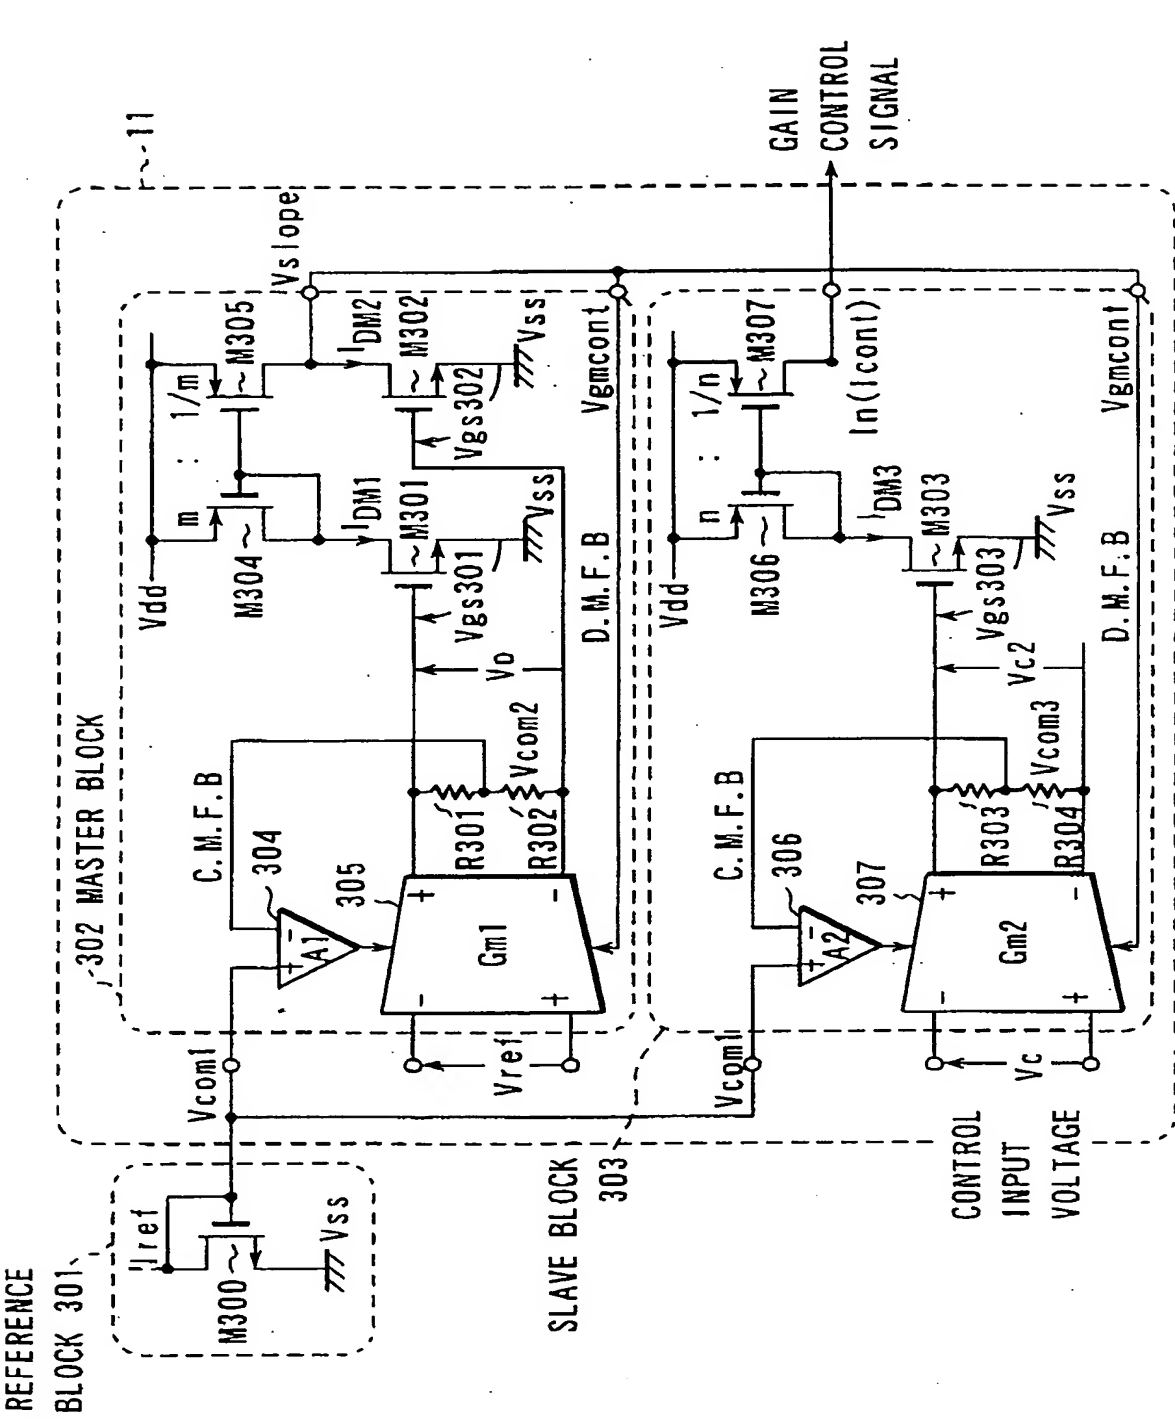 REFERENCE
BLOCK 301
Iref
M300
Vss
Vcom1
302 MASTER BLOCK
C.M.F.B
304
A1
-
+
305
Gm1
-
+
+
-
Vref
R301
R302
Vcom2
Vo
Vdd
m : 1/m
M304
M305
IDM1
M301
Vgs301
Vss
IDM2
M302
Vgs302
Vss
Vslope
11
D.M.F.B
Vgmcont
SLAVE BLOCK
303
Vcom1
C.M.F.B
306
A2
-
+
307
Gm2
-
+
+
-
Vc
CONTROL
INPUT
VOLTAGE
R303
R304
Vcom3
Vc2
Vdd
n : 1/n
M306
M307
IDM3
M303
Vgs303
Vss
In(Icont)
D.M.F.B
Vgmcont
GAIN
CONTROL
SIGNAL